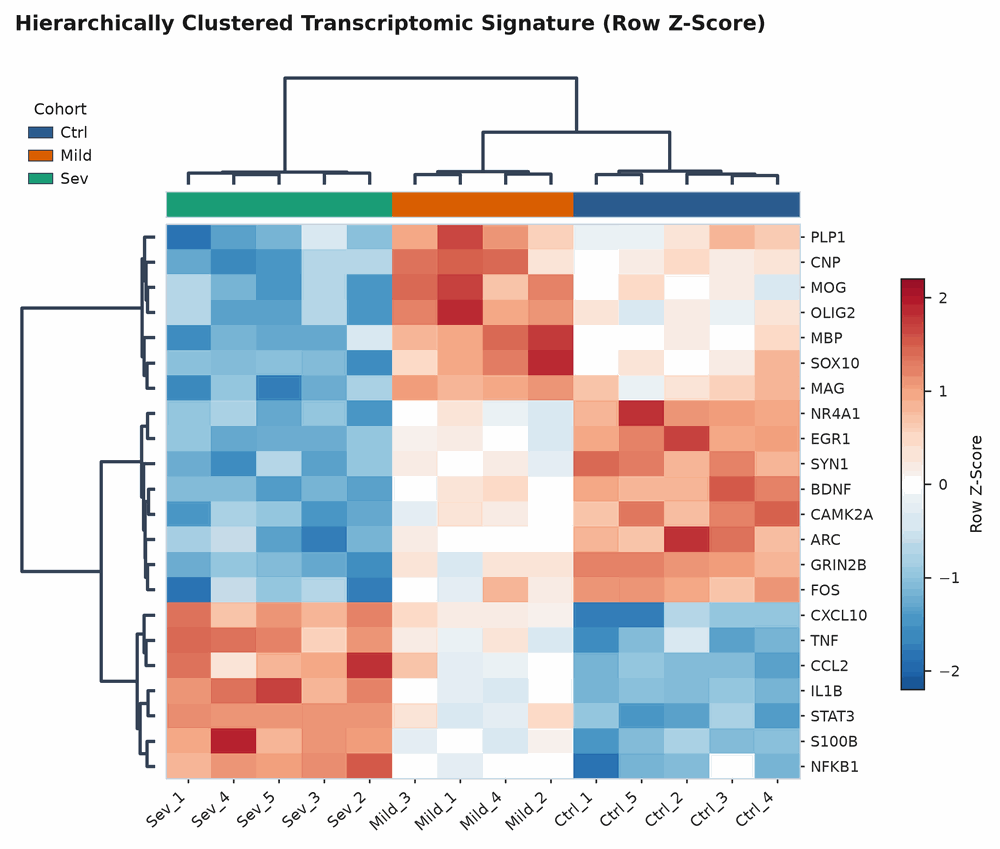 Hierarchically Clustered Transcriptomic Signature (Row Z-Score)
Cohort
Ctrl
Mild
Sev
PLP1
CNP
MOG
OLIG2
MBP
SOX10
MAG
NR4A1
EGR1
SYN1
BDNF
CAMK2A
ARC
GRIN2B
FOS
CXCL10
TNF
CCL2
IL1B
STAT3
S100B
NFKB1
Sev_1 Sev_4 Sev_5 Sev_3 Sev_2 Mild_3 Mild_1 Mild_4 Mild_2 Ctrl_1 Ctrl_5 Ctrl_2 Ctrl_3 Ctrl_4
2
1
0
−1
−2
Row Z-Score